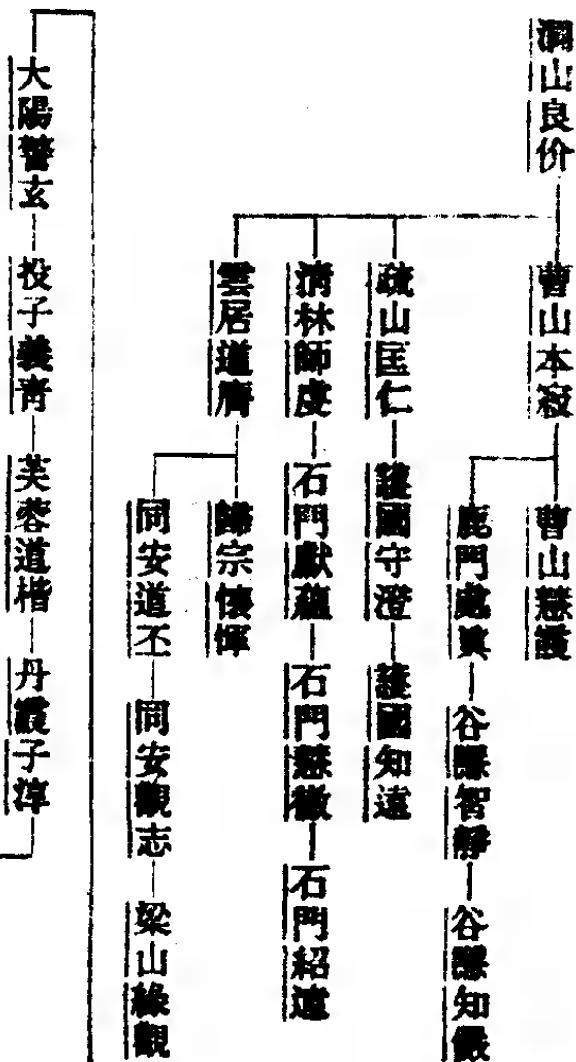 洞山良价
曹山本寂
曹山慧霞
鹿門處真
谷隱智靜
谷隱知儼
疏山匡仁
護國守澄
護國知遠
清林師虔
石門獻蘊
石門慧徹
石門紹遠
雲居道膺
歸宗懷惲
同安道丕
同安觀志
梁山緣觀
大陽警玄
投子義青
芙蓉道楷
丹霞子淳